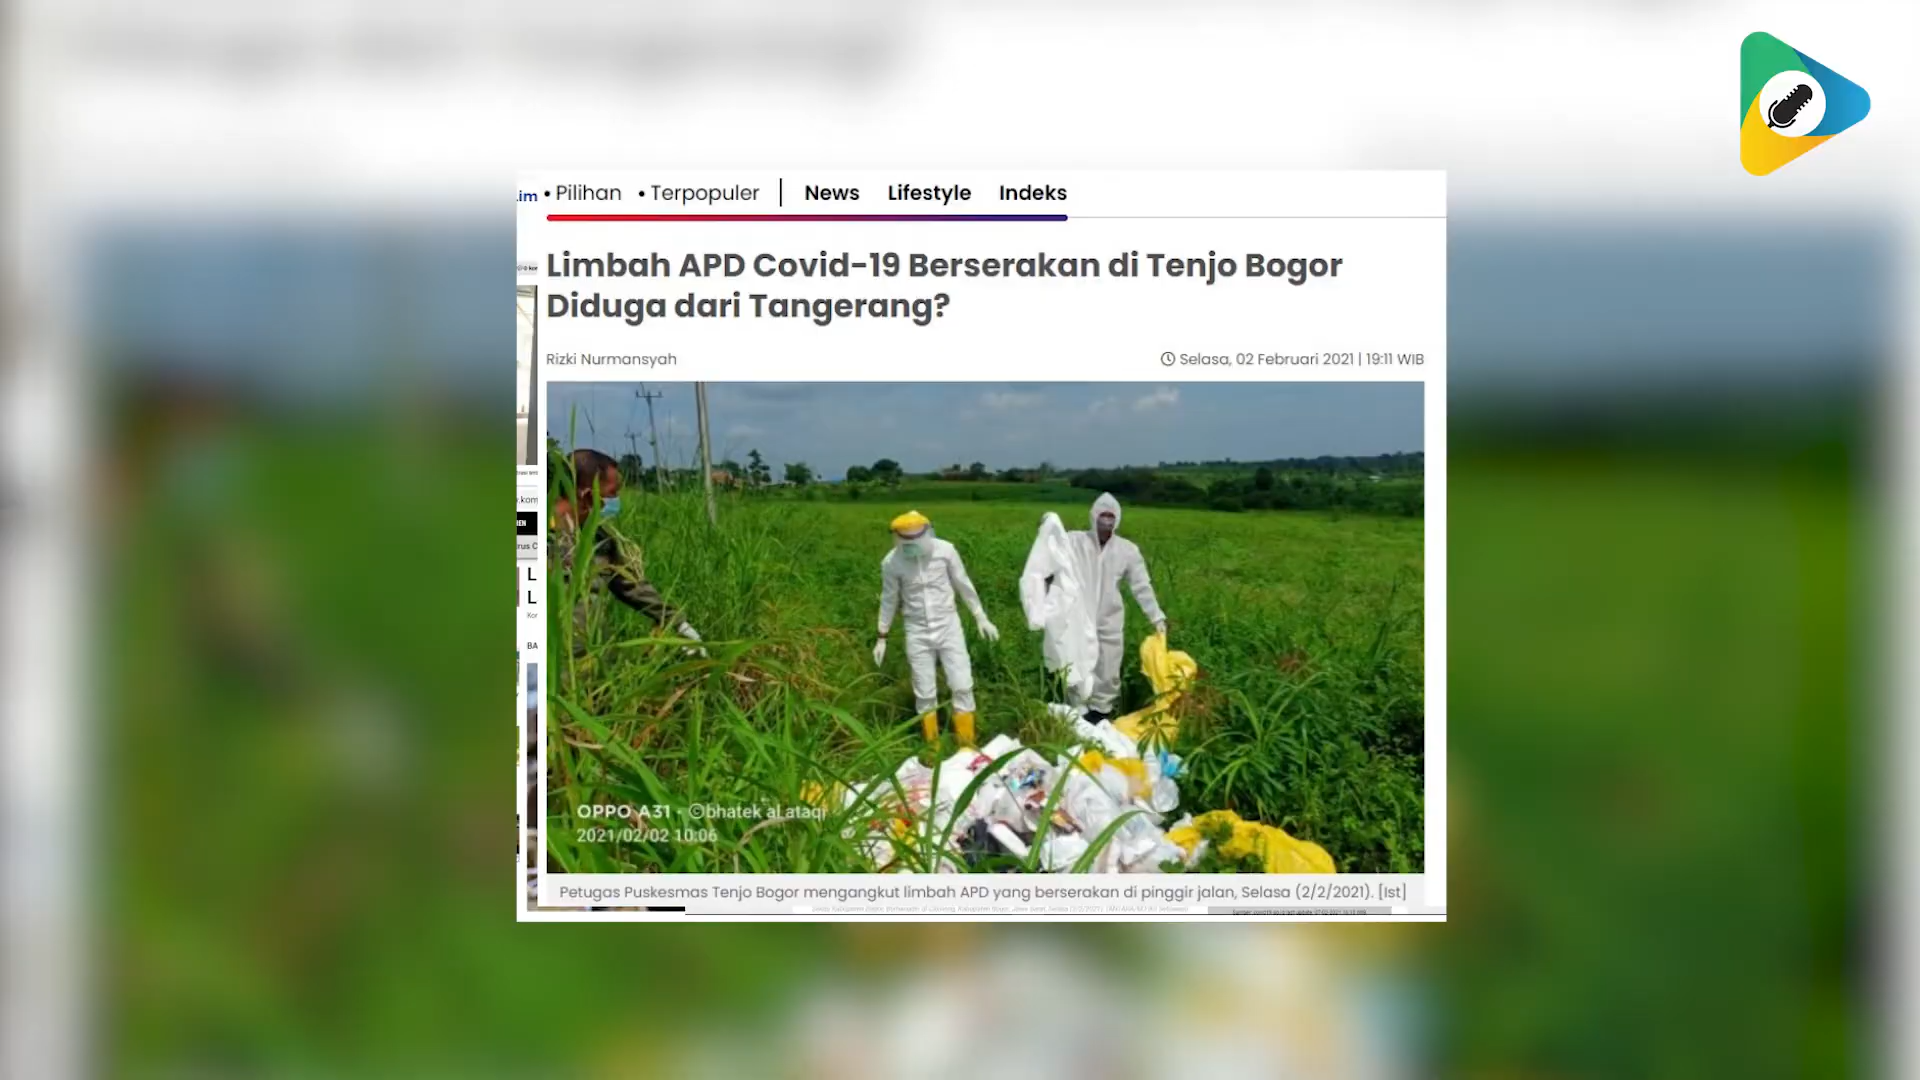 .im
• Pilihan • Terpopuler | News Lifestyle Indeks
Limbah APD Covid-19 Berserakan di Tenjo Bogor
Diduga dari Tangerang?
Rizki Nurmansyah
Selasa, 02 Februari 2021 | 19:11 WIB
L
L
BA
OPPO A31 · ©bhatek al ataqi
2021/02/02 10:06
Petugas Puskesmas Tenjo Bogor mengangkut limbah APD yang berserakan di pinggir jalan, Selasa (2/2/2021). [Ist]